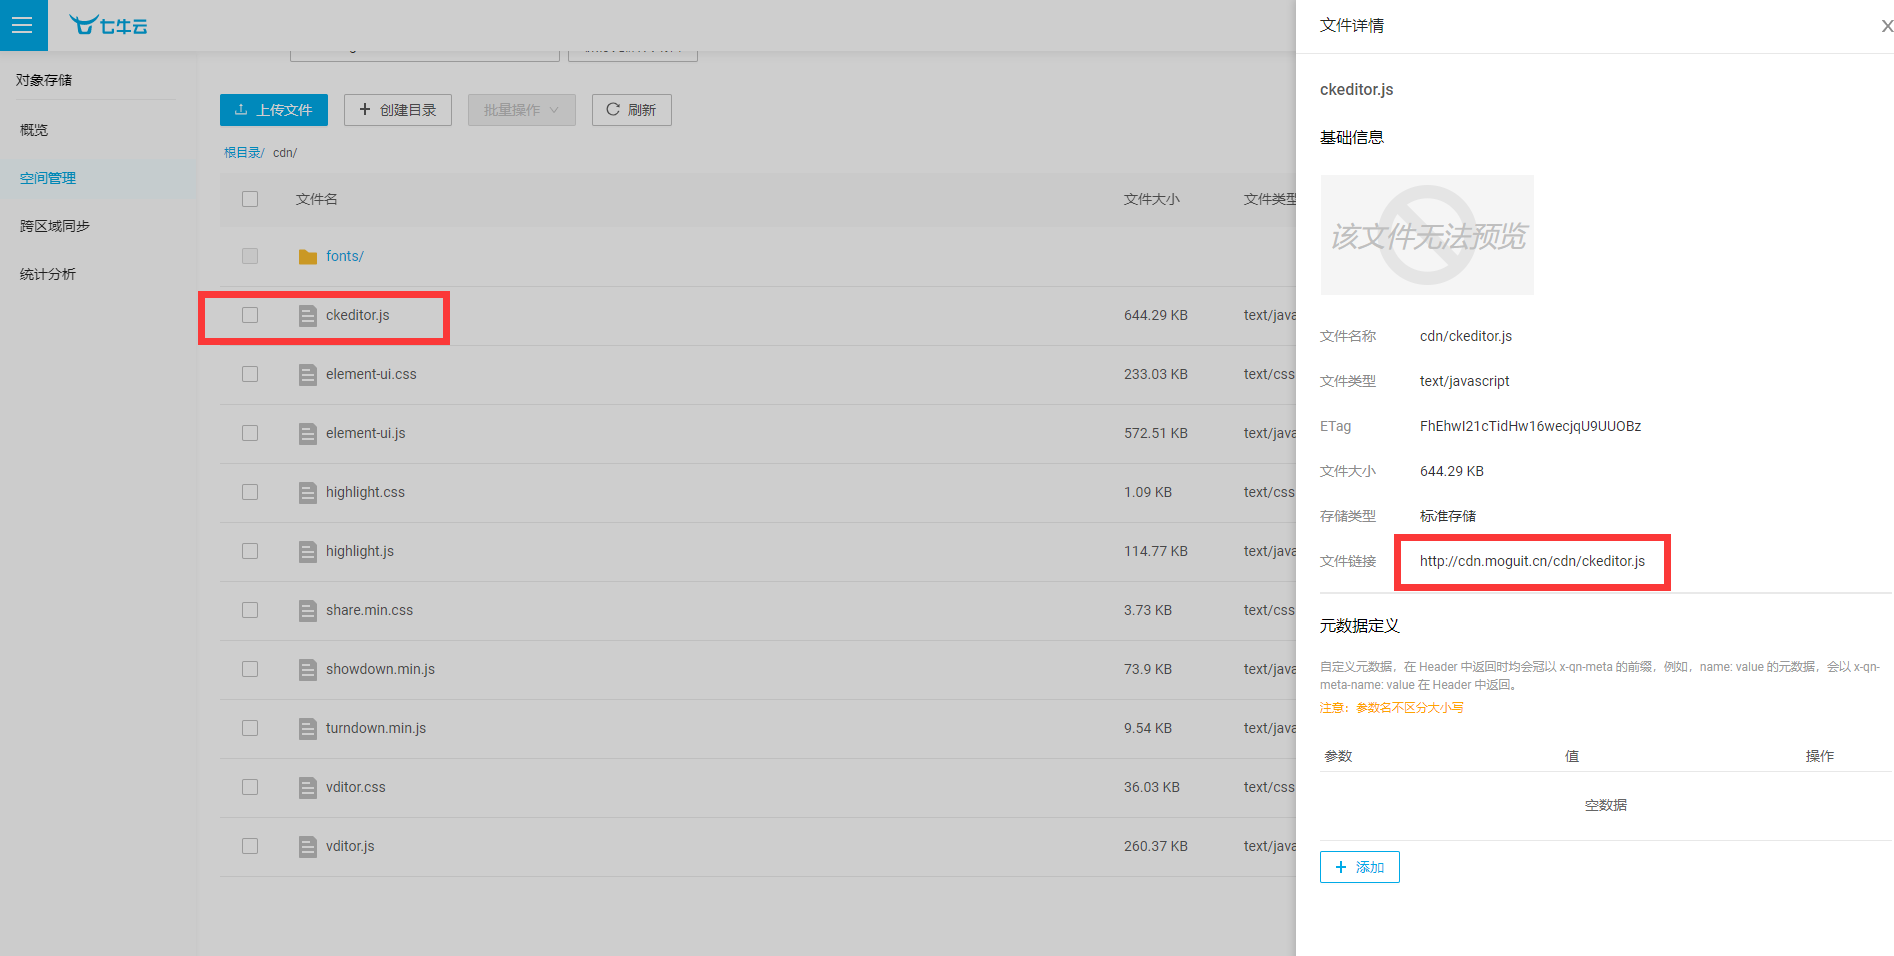 七牛云
对象存储
概览
空间管理
跨区域同步
统计分析
上传文件
创建目录
批量操作
刷新
根目录/ cdn/
文件名 文件大小 文件类型
fonts/
ckeditor.js 644.29 KB text/java
element-ui.css 233.03 KB text/css
element-ui.js 572.51 KB text/java
highlight.css 1.09 KB text/css
highlight.js 114.77 KB text/java
share.min.css 3.73 KB text/css
showdown.min.js 73.9 KB text/java
turndown.min.js 9.54 KB text/java
vditor.css 36.03 KB text/css
vditor.js 260.37 KB text/java
文件详情
X
ckeditor.js
基础信息
该文件无法预览
文件名称 cdn/ckeditor.js
文件类型 text/javascript
ETag FhEhwI21cTidHw16wecjqU9UUOBz
文件大小 644.29 KB
存储类型 标准存储
文件链接 http://cdn.moguit.cn/cdn/ckeditor.js
元数据定义
自定义元数据，在 Header 中返回时均会冠以 x-qn-meta 的前缀，例如，name: value 的元数据，会以 x-qn-
meta-name: value 在 Header 中返回。
注意：参数名不区分大小写
参数 值 操作
空数据
添加